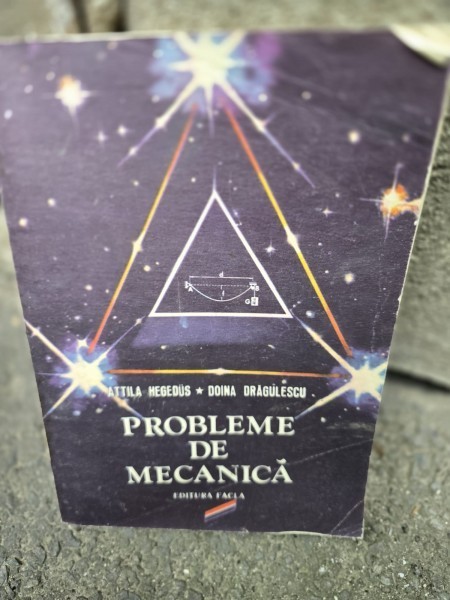 d
A
B
f
G
ATTILA HEGEDÜS ★ DOINA DRĂGULESCU
PROBLEME
DE
MECANICĂ
EDITURA FACLA